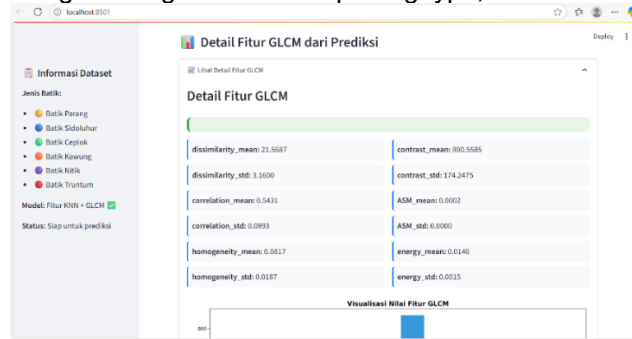 localhost:8501
Deploy
Detail Fitur GLCM dari Prediksi
Informasi Dataset
Jenis Batik:
Batik Parang
Batik Sidoluhur
Batik Ceplok
Batik Kawung
Batik Nitik
Batik Truntum
Model: Fitur KNN + GLCM
Status: Siap untuk prediksi
Lihat Detail Fitur GLCM
Detail Fitur GLCM
dissimilarity_mean: 21.5687
contrast_mean: 890.5585
dissimilarity_std: 3.1600
contrast_std: 174.2475
correlation_mean: 0.5431
ASM_mean: 0.0002
correlation_std: 0.0893
ASM_std: 0.0000
homogeneity_mean: 0.0817
energy_mean: 0.0146
homogeneity_std: 0.0187
energy_std: 0.0015
Visualisasi Nilai Fitur GLCM